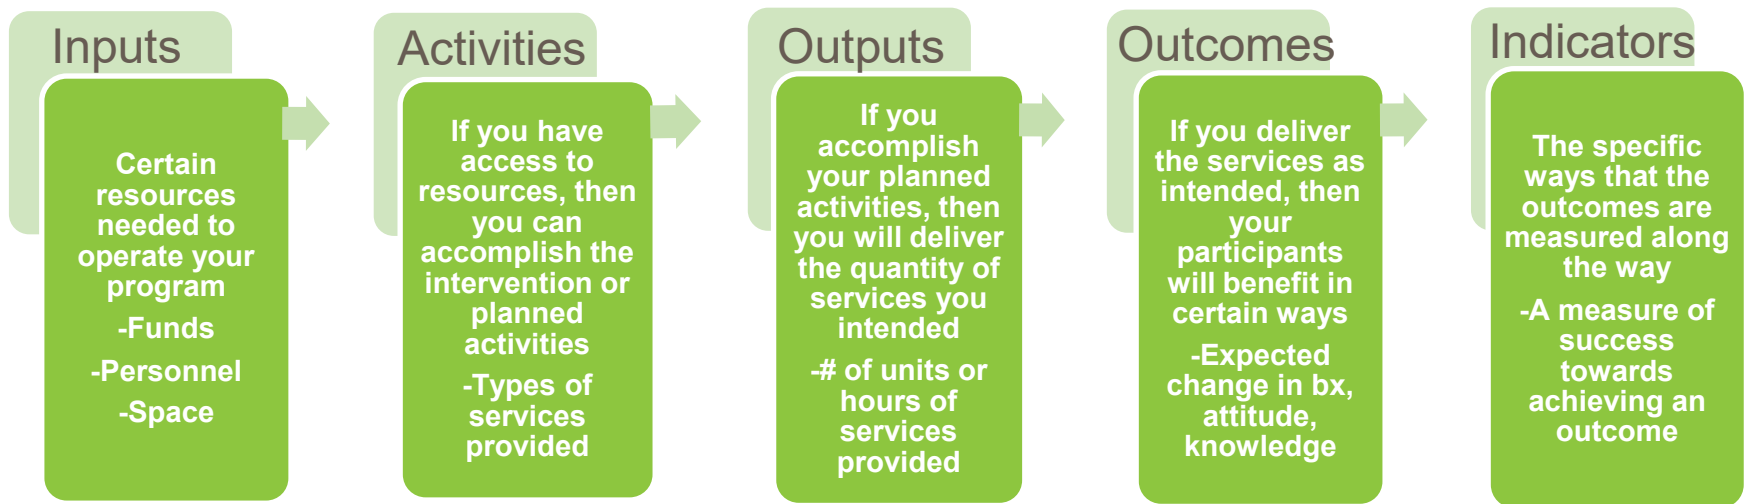 Inputs
Certain
resources
needed to
operate your
program
-Funds
-Personnel
-Space
Activities
If you have
access to
resources, then
you can
accomplish the
intervention or
planned
activities
-Types of
services
provided
Outputs
If you
accomplish
your planned
activities, then
you will deliver
the quantity of
services you
intended
-# of units or
hours of
services
provided
Outcomes
If you deliver
the services as
intended, then
your
participants
will benefit in
certain ways
-Expected
change in bx,
attitude,
knowledge
Indicators
The specific
ways that the
outcomes are
measured along
the way
-A measure of
success
towards
achieving an
outcome